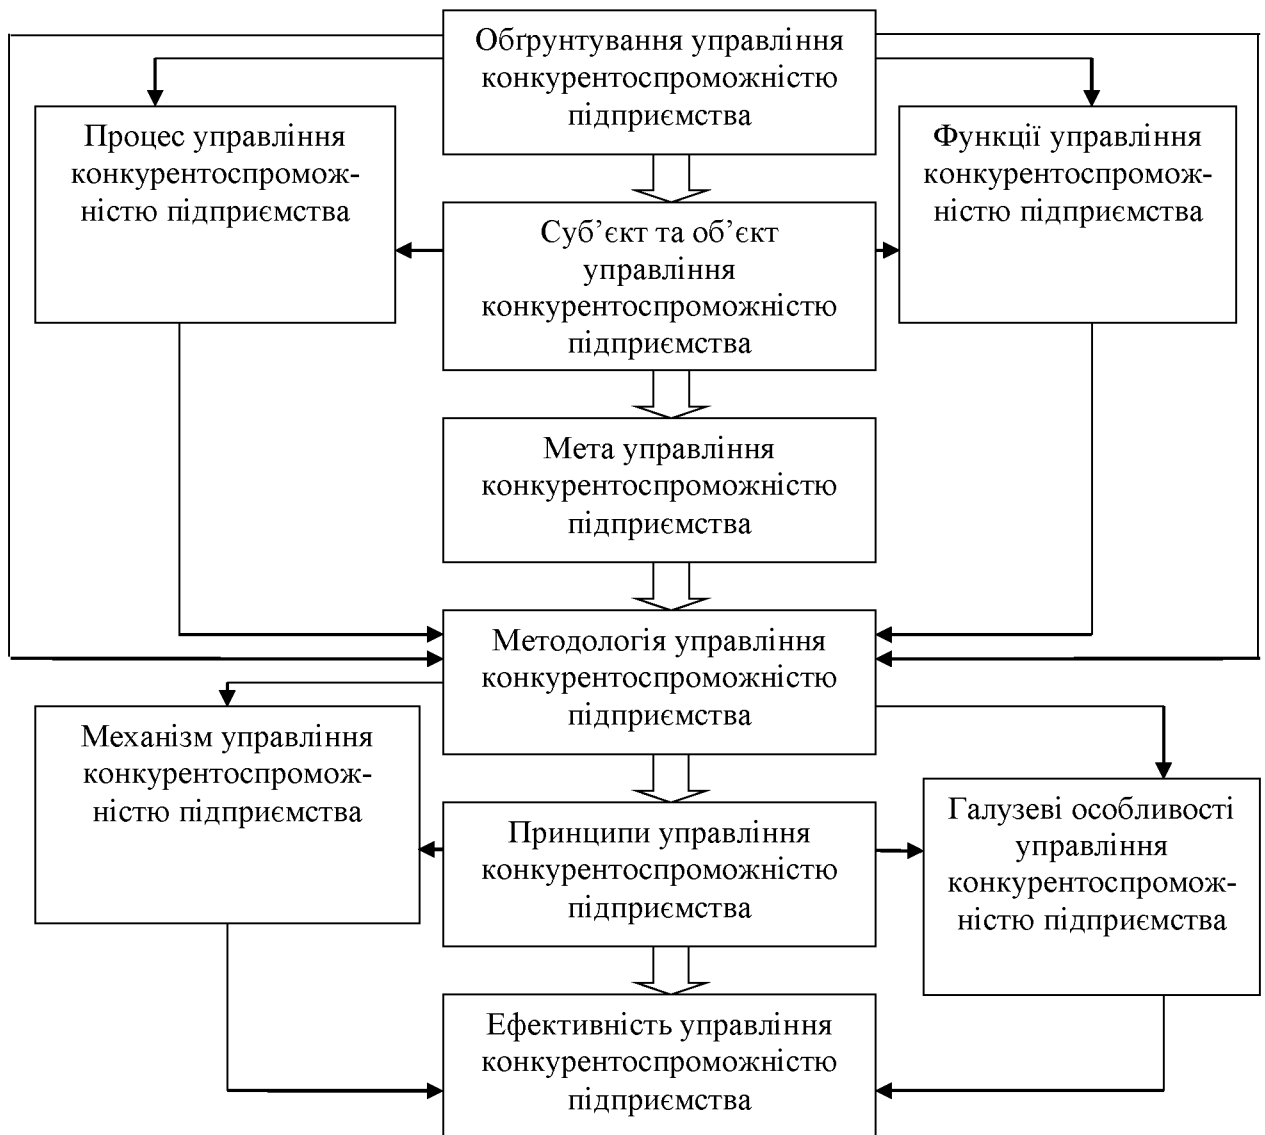 Обґрунтування управління
конкурентоспроможністю
підприємства
Процес управління
конкурентоспромож-
ністю підприємства
Функції управління
конкурентоспромож-
ністю підприємства
Суб’єкт та об’єкт
управління
конкурентоспроможністю
підприємства
Мета управління
конкурентоспроможністю
підприємства
Методологія управління
конкурентоспроможністю
підприємства
Механізм управління
конкурентоспромож-
ністю підприємства
Принципи управління
конкурентоспроможністю
підприємства
Галузеві особливості
управління
конкурентоспромож-
ністю підприємства
Ефективність управління
конкурентоспроможністю
підприємства